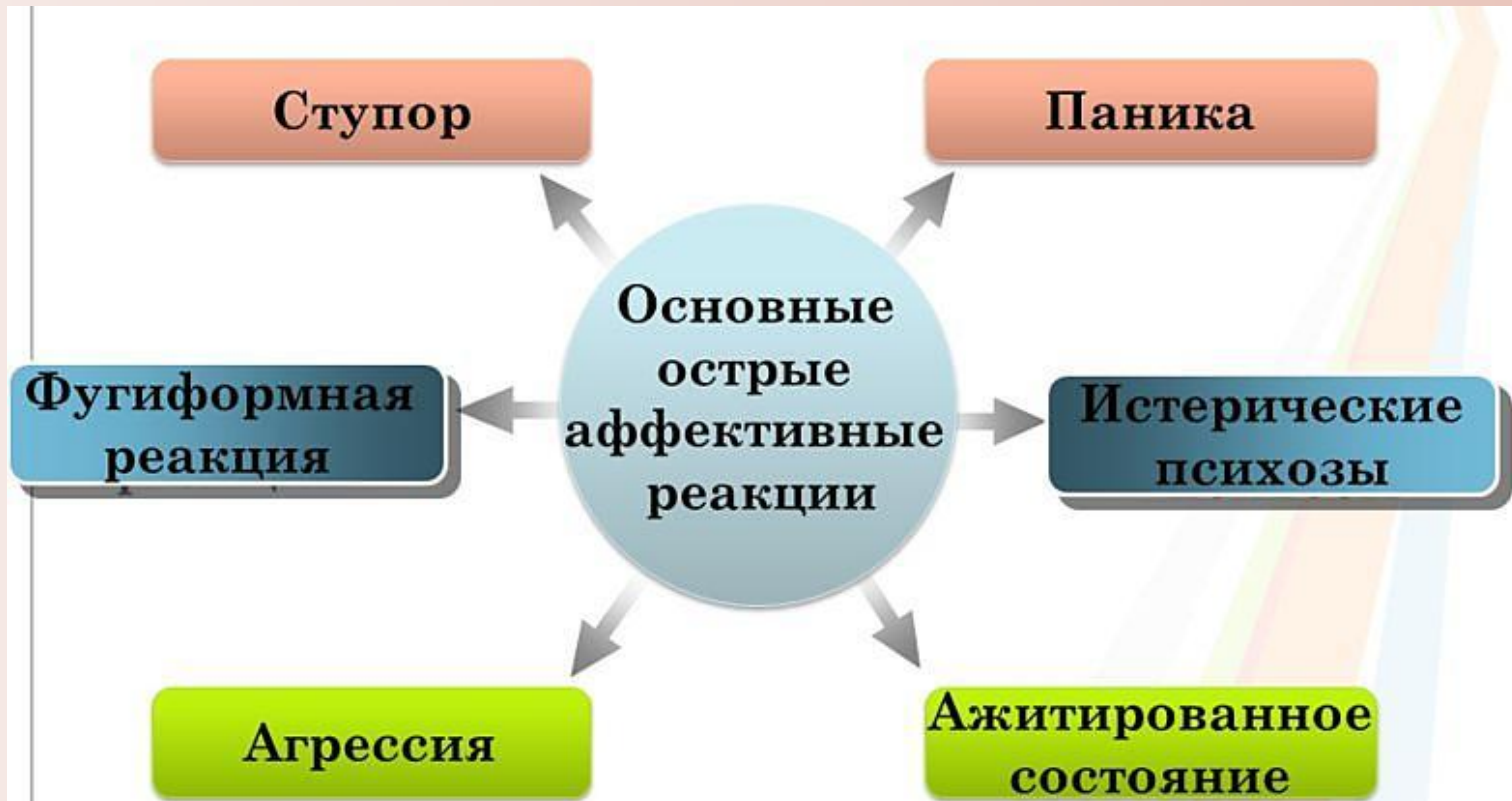 Ступор
Паника
Основные
острые
аффективные
реакции
Фугиформная
реакция
Истерические
психозы
Агрессия
Ажитированное
состояние